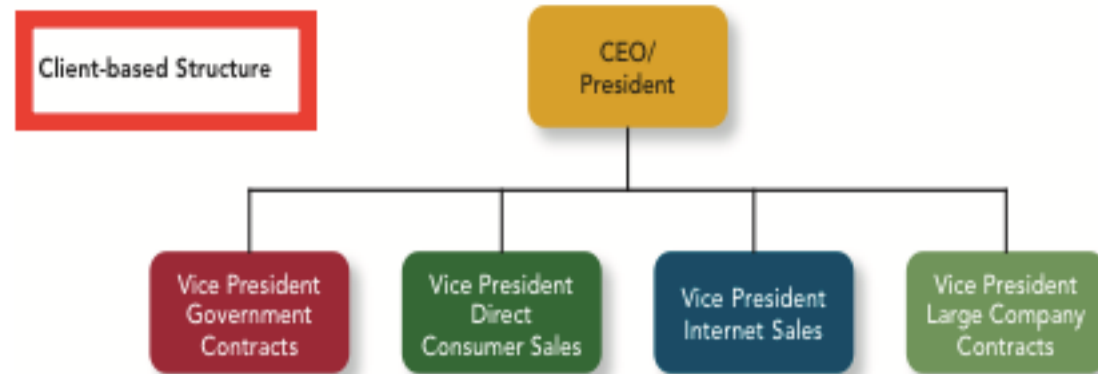 Client-based Structure
CEO/
President
Vice President
Government
Contracts
Vice President
Direct
Consumer Sales
Vice President
Internet Sales
Vice President
Large Company
Contracts